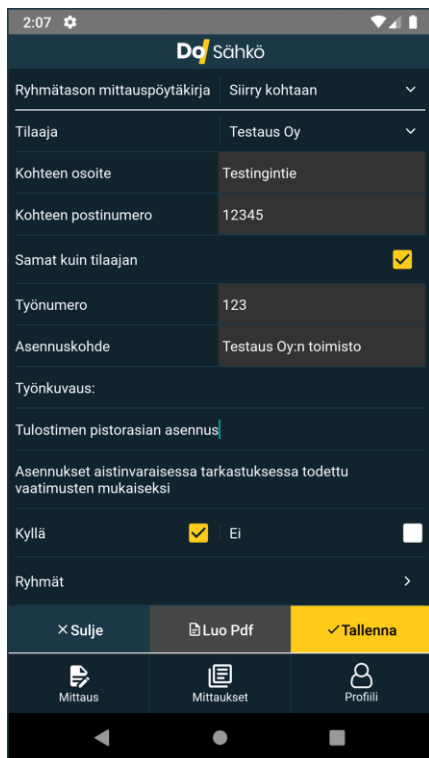 2:07
Do Sähkö
Ryhmätason mittauspöytäkirja Siirry kohtaan
Tilaaja Testaus Oy
Kohteen osoite Testingintie
Kohteen postinumero 12345
Samat kuin tilaajan
Työnumero 123
Asennuskohde Testaus Oy:n toimisto
Työnkuvaus:
Tulostimen pistorasian asennus
Asennukset aistinvaraisessa tarkastuksessa todettu
vaatimusten mukaiseksi
Kyllä Ei
Ryhmät
Sulje Luo Pdf Tallenna
Mittaus Mittaukset Profiili